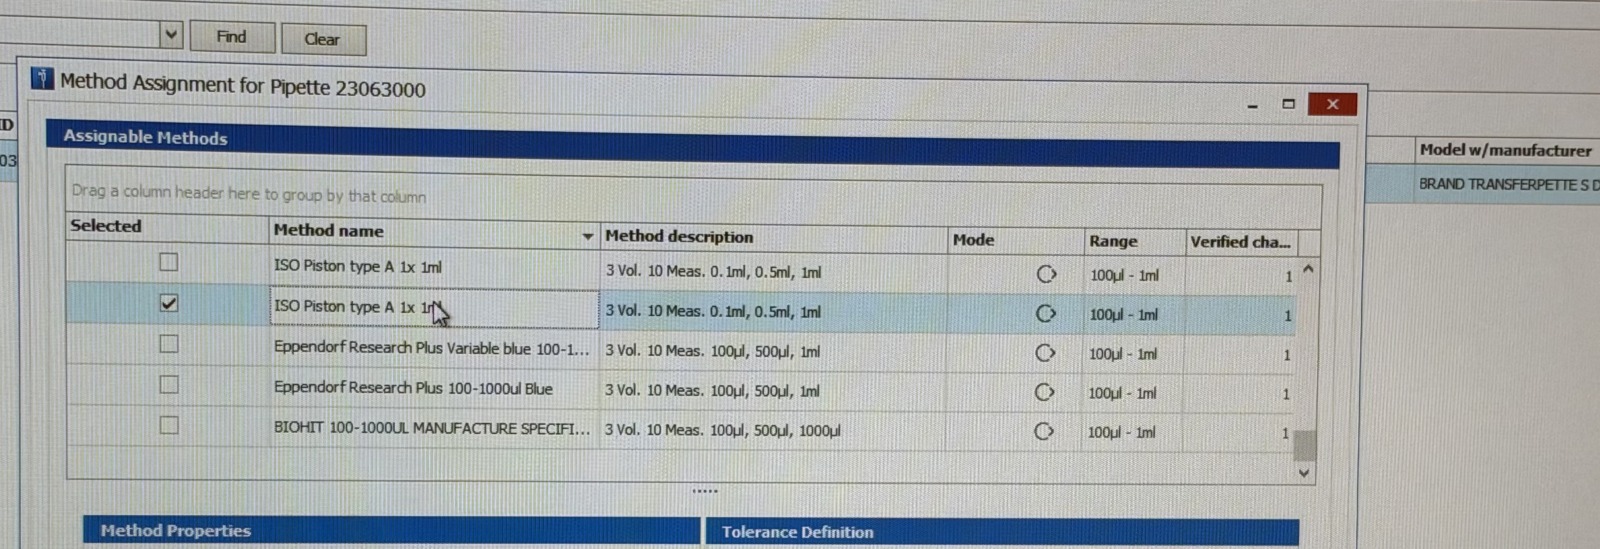 Find
Clear
Method Assignment for Pipette 23063000
ID
Assignable Methods
Model w/manufacturer
03
BRAND TRANSFERPETTE S D
Drag a column header here to group by that column
Selected Method name Method description Mode Range Verified cha...
ISO Piston type A 1x 1ml 3 Vol. 10 Meas. 0.1ml, 0.5ml, 1ml 100µl - 1ml 1
ISO Piston type A 1x 3 Vol. 10 Meas. 0.1ml, 0.5ml, 1ml 100µl - 1ml 1
Eppendorf Research Plus Variable blue 100-1... 3 Vol. 10 Meas. 100µl, 500µl, 1ml 100µl - 1ml 1
Eppendorf Research Plus 100-1000ul Blue 3 Vol. 10 Meas. 100µl, 500µl, 1ml 100µl - 1ml 1
BIOHIT 100-1000UL MANUFACTURE SPECIFI... 3 Vol. 10 Meas. 100µl, 500µl, 1000µl 100µl - 1ml 1
Method Properties
Tolerance Definition